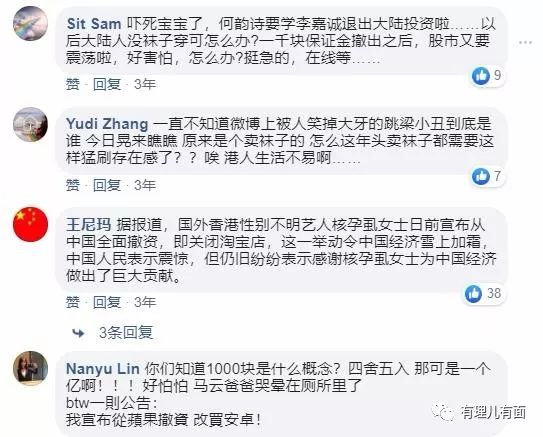 Sit Sam 吓死宝宝了，何韵诗要学李嘉诚退出大陆投资啦......以
后大陆人没袜子穿可怎么办?一千块保证金撤出之后，股市又要
震荡啦，好害怕，怎么办?挺急的，在线等......
9
赞 · 回复 · 3年
Yudi Zhang 一直不知道微博上被人笑掉大牙的跳梁小丑到底是
谁 今日晃来瞧瞧 原来是个卖袜子的 怎么这年头卖袜子都需要这
样猛刷存在感了？？唉 港人生活不易啊......
7
赞 · 回复 · 3年
王尼玛 据报道，国外香港性别不明艺人核孕虱女士日前宣布从
中国全面撤资，即关闭淘宝店，这一举动令中国经济雪上加霜，
中国人民表示震惊，但仍旧纷纷表示感谢核孕虱女士为中国经济
做出了巨大贡献。
38
赞 · 回复 · 3年
3条回复
Nanyu Lin 你们知道1000块是什么概念？四舍五入 那可是一个
亿啊！！！好怕怕 马云爸爸哭晕在厕所里了
btw一則公告：
我宣布從蘋果撤資 改買安卓！
有理儿有面